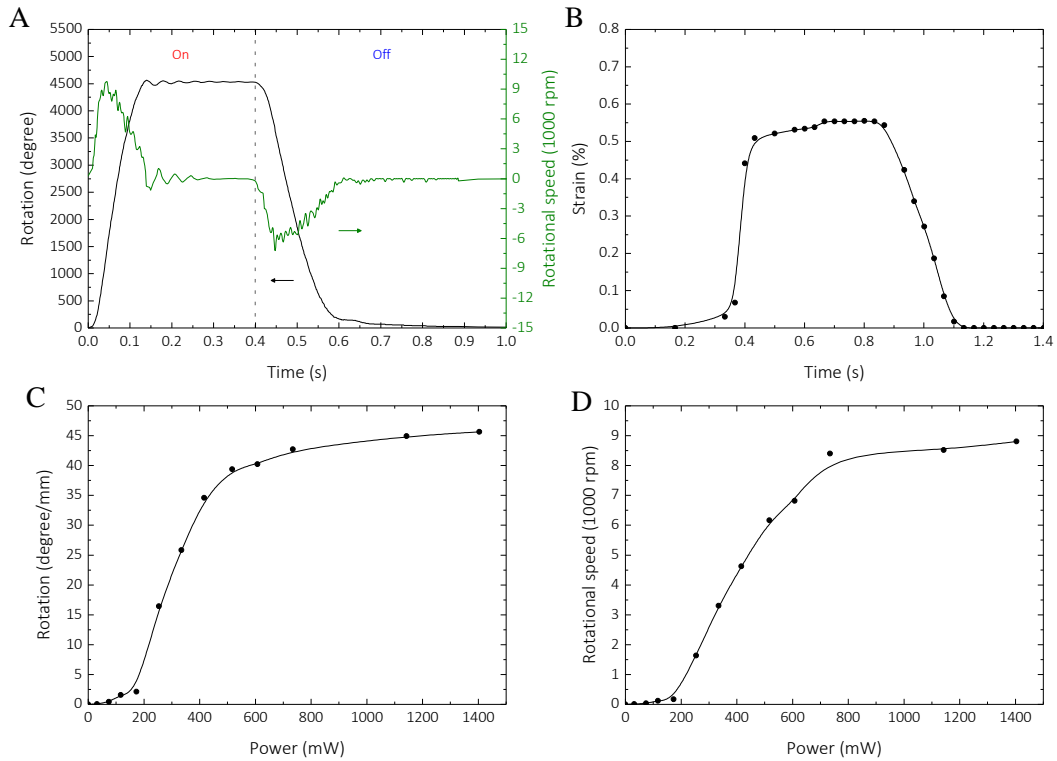 A
5500
5000
4500
4000
3500
3000
2500
2000
1500
1000
500
0
Rotation (degree)
On
Off
15
12
9
6
3
0
-3
-6
-9
-12
-15
Rotational speed (1000 rpm)
0.0 0.1 0.2 0.3 0.4 0.5 0.6 0.7 0.8 0.9 1.0
Time (s)
B
0.8
0.7
0.6
0.5
0.4
0.3
0.2
0.1
0.0
Strain (%)
0.0 0.2 0.4 0.6 0.8 1.0 1.2 1.4
Time (s)
C
50
45
40
35
30
25
20
15
10
5
0
Rotation (degree/mm)
0 200 400 600 800 1000 1200 1400
Power (mW)
D
10
9
8
7
6
5
4
3
2
1
0
Rotational speed (1000 rpm)
0 200 400 600 800 1000 1200 1400
Power (mW)